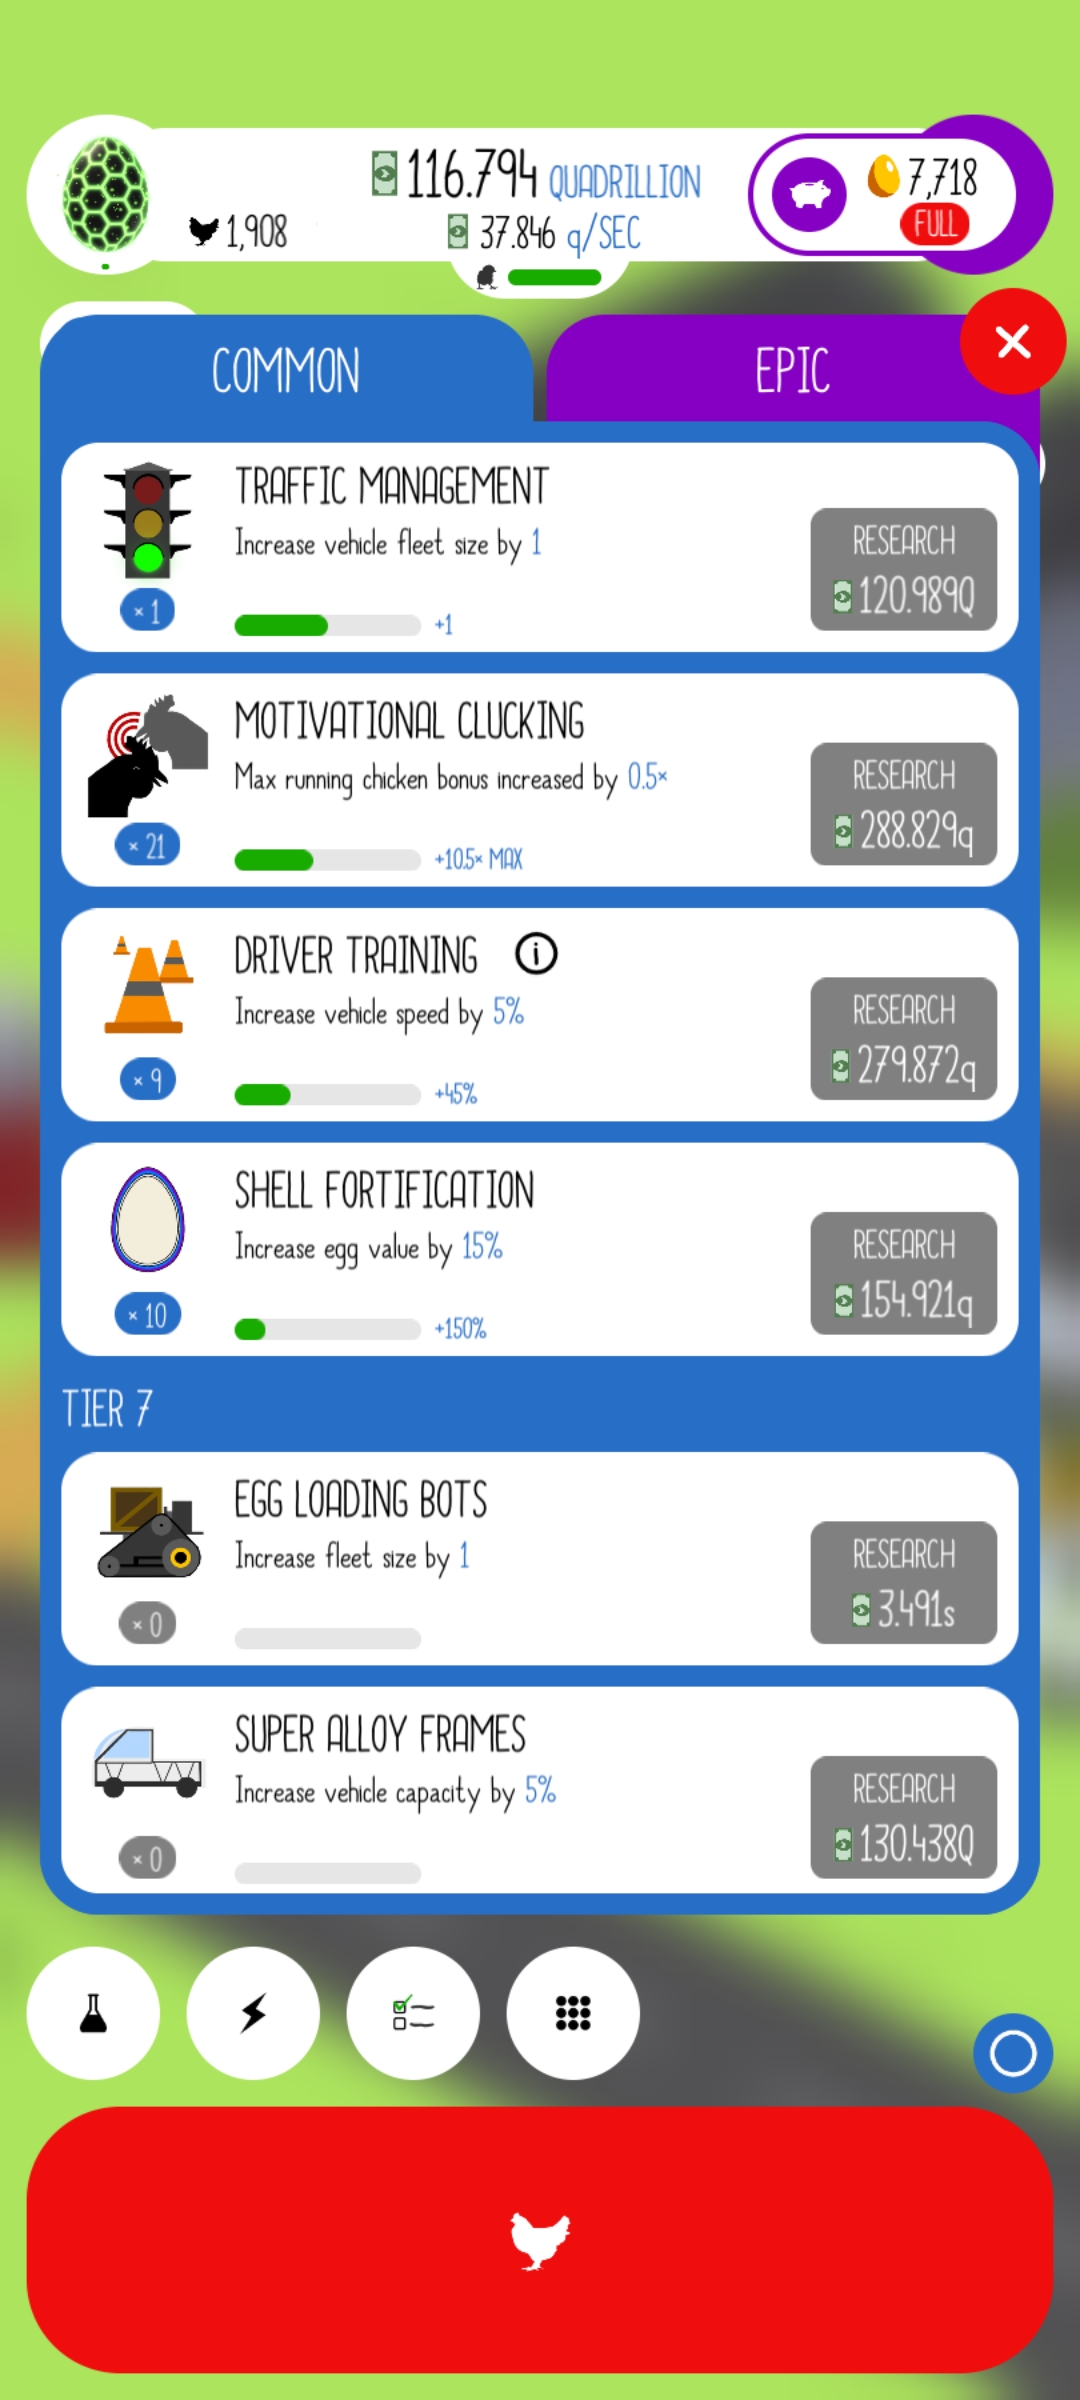 116.794 QUADRILLION
1,908
37.846 q/SEC
7,718
FULL
COMMON
EPIC
TRAFFIC MANAGEMENT
Increase vehicle fleet size by 1
× 1
+1
RESEARCH
120.989Q
MOTIVATIONAL CLUCKING
Max running chicken bonus increased by 0.5×
× 21
+10.5× MAX
RESEARCH
288.829q
DRIVER TRAINING
i
Increase vehicle speed by 5%
× 9
+45%
RESEARCH
279.872q
SHELL FORTIFICATION
Increase egg value by 15%
× 10
+150%
RESEARCH
154.921q
TIER 7
EGG LOADING BOTS
Increase fleet size by 1
× 0
RESEARCH
3.491s
SUPER ALLOY FRAMES
Increase vehicle capacity by 5%
× 0
RESEARCH
130.438Q